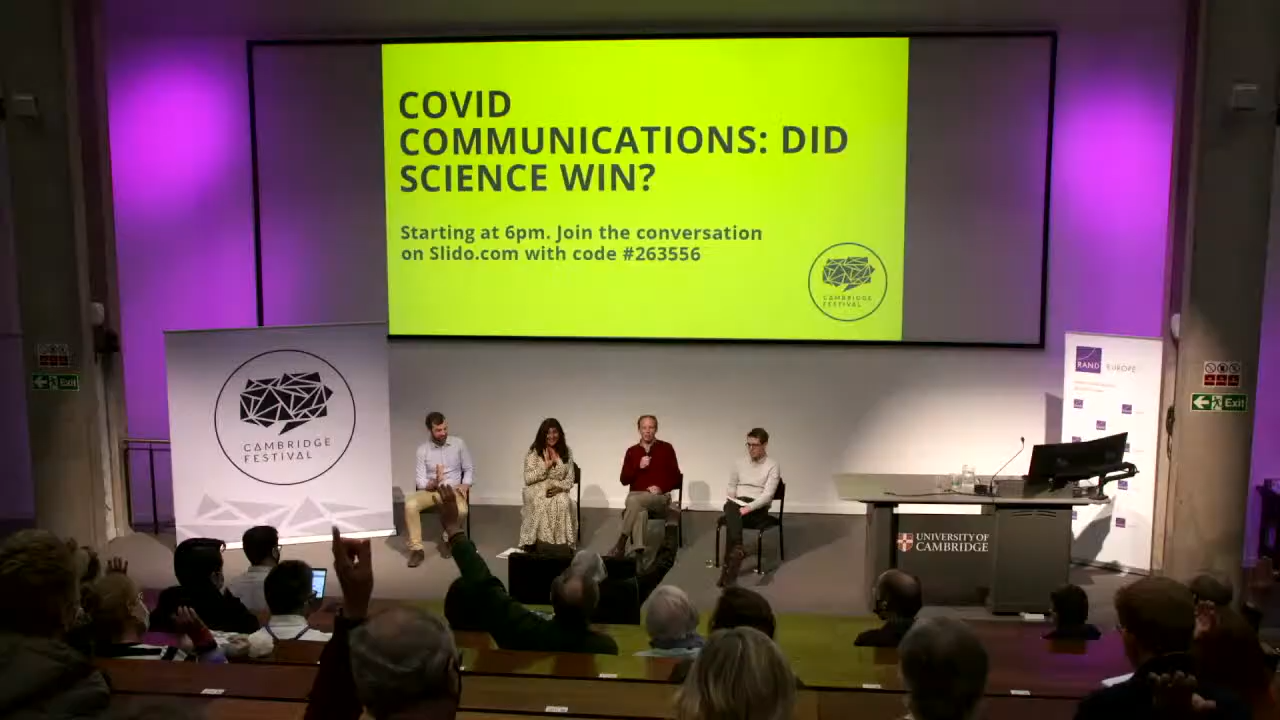 COVID
COMMUNICATIONS: DID
SCIENCE WIN?
Starting at 6pm. Join the conversation
on Slido.com with code #263556
CAMBRIDGE
FESTIVAL
CAMBRIDGE
FESTIVAL
RAND
EUROPE
Exit
Exit
UNIVERSITY OF
CAMBRIDGE